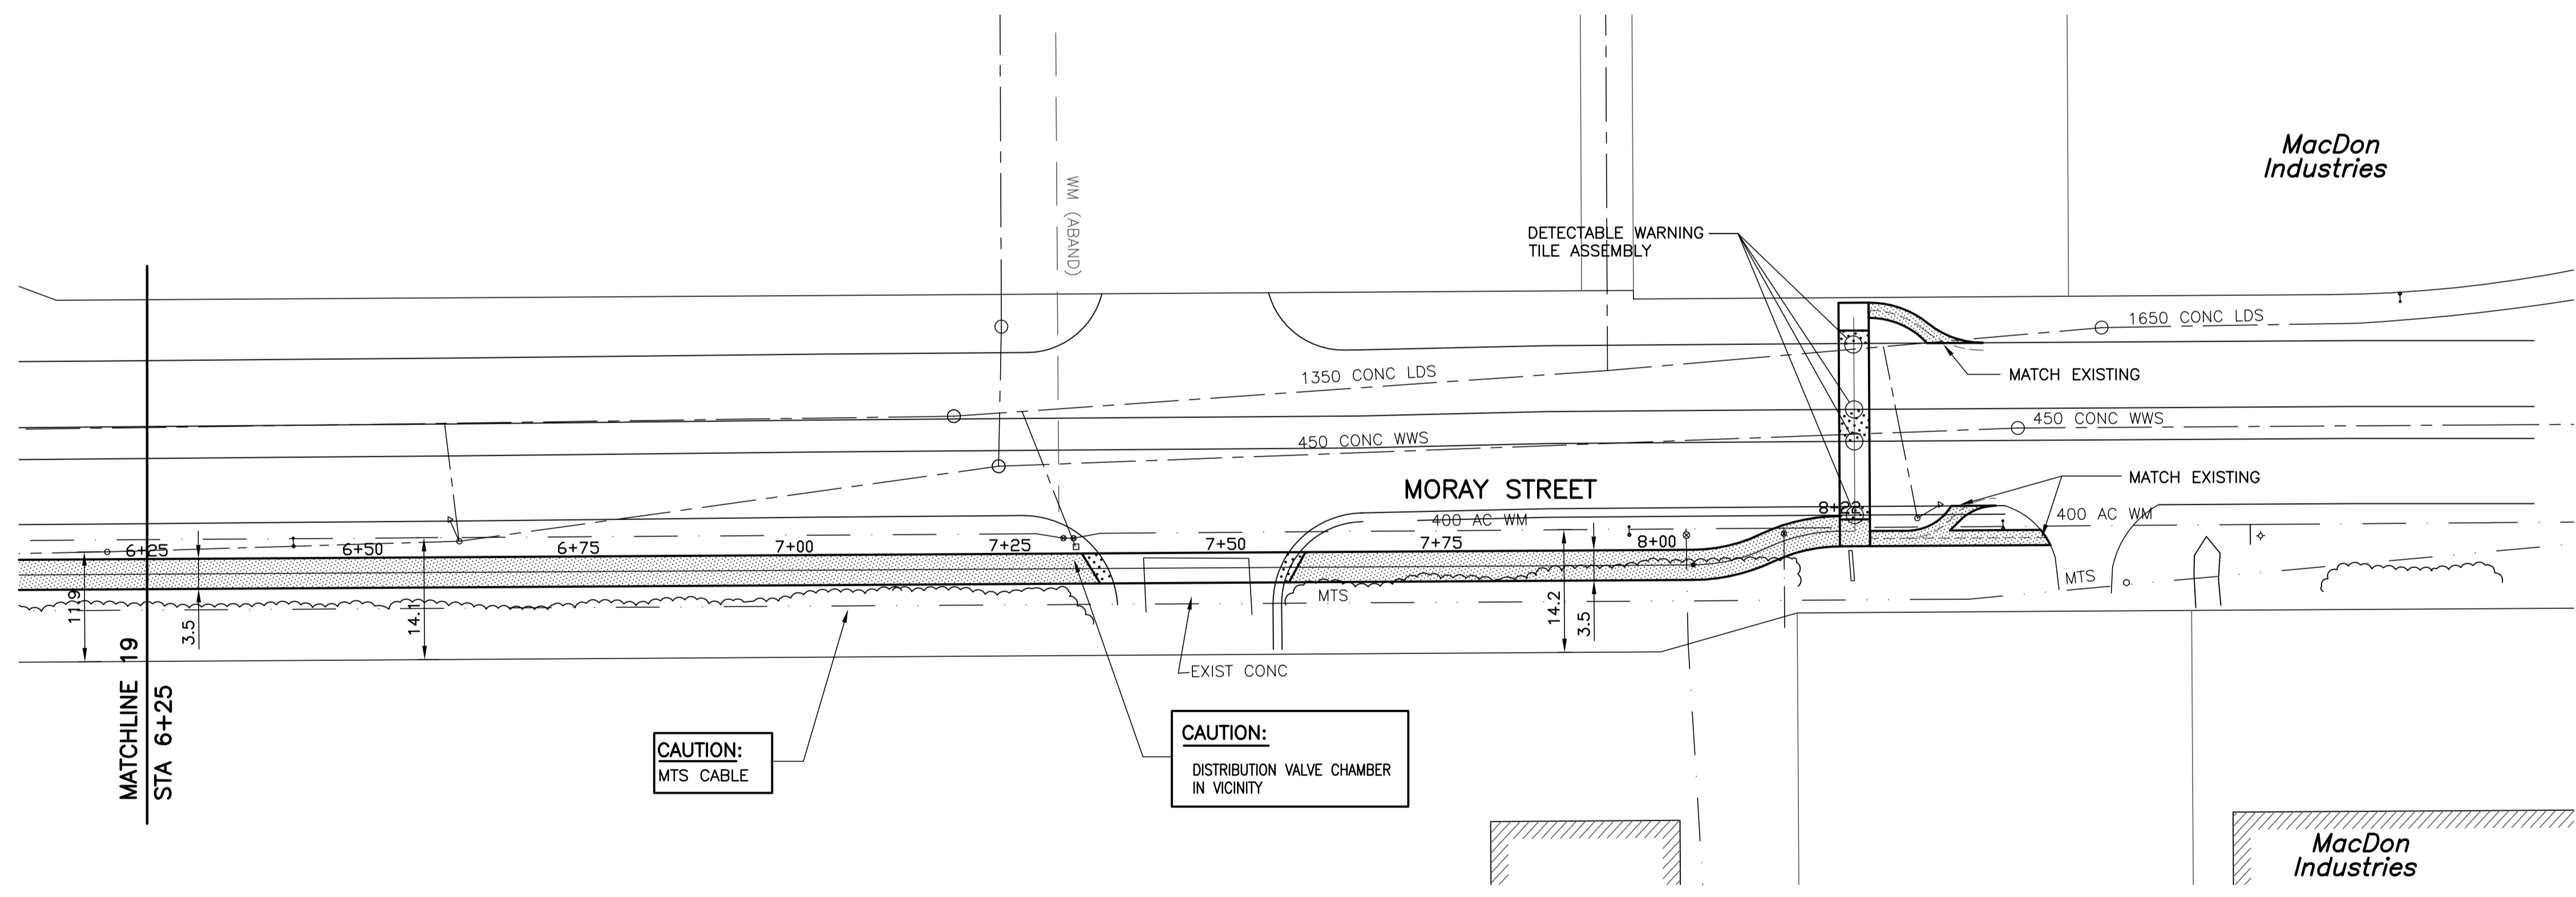 MacDon
Industries
WM (ABAND)
DETECTABLE WARNING
TILE ASSEMBLY
1650 CONC LDS
1350 CONC LDS
MATCH EXISTING
450 CONC WWS
450 CONC WWS
MORAY STREET
MATCH EXISTING
400 AC WM
400 AC WM
6+25
6+50
6+75
7+00
7+25
7+50
7+75
8+00
MTS
MTS
11.9
3.5
14.1
14.2
3.5
EXIST CONC
MATCHLINE 19
STA 6+25
CAUTION:
MTS CABLE
CAUTION:
DISTRIBUTION VALVE CHAMBER
IN VICINITY
MacDon
Industries